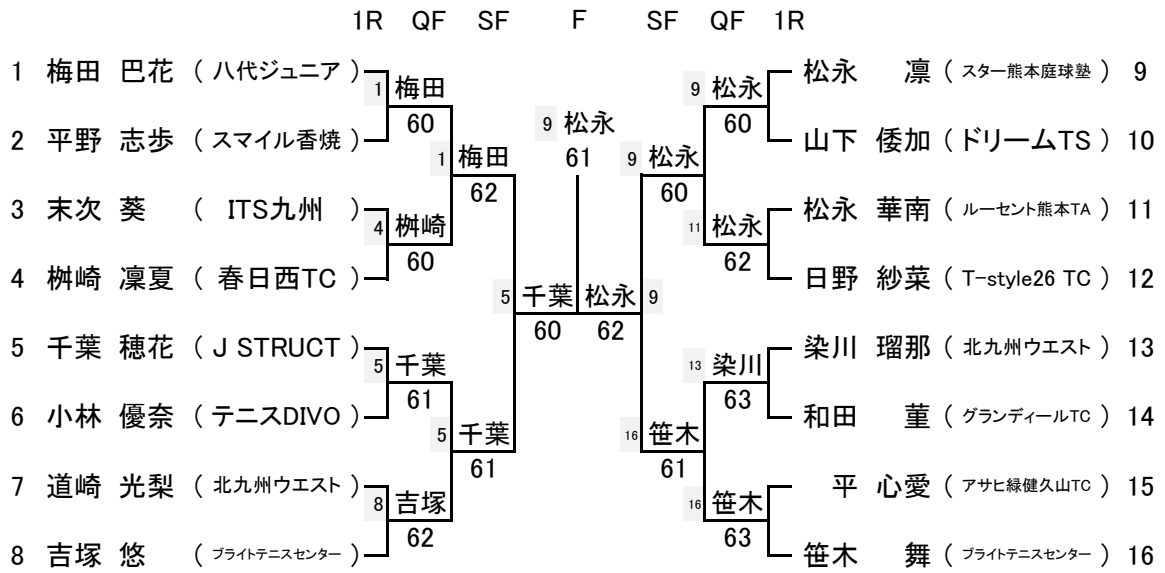 1R QF SF F SF QF 1R
1 梅田 巴花 ( 八代ジュニア ) 松永 凛 ( スター熊本庭球塾 ) 9
1 梅田 9 松永
60 9 松永 60
2 平野 志歩 ( スマイル香焼 ) 山下 倭加 ( ドリームTS ) 10
1 梅田 61 9 松永
62 60
3 末次 葵 ( ITS九州 ) 松永 華南 ( ルーセント熊本TA ) 11
4 桝崎 11 松永
60 62
4 桝崎 凜夏 ( 春日西TC ) 日野 紗菜 ( T-style26 TC ) 12
5 千葉 松永 9
60 62
5 千葉 穂花 ( J STRUCT ) 染川 瑠那 ( 北九州ウエスト ) 13
5 千葉 13 染川
61 63
6 小林 優奈 ( テニスDIVO ) 和田 菫 ( グランディールTC ) 14
5 千葉 16 笹木
61 61
7 道崎 光梨 ( 北九州ウエスト ) 平 心愛 ( アサヒ緑健久山TC ) 15
8 吉塚 16 笹木
62 63
8 吉塚 悠 ( ブライトテニスセンター ) 笹木 舞 ( ブライトテニスセンター ) 16